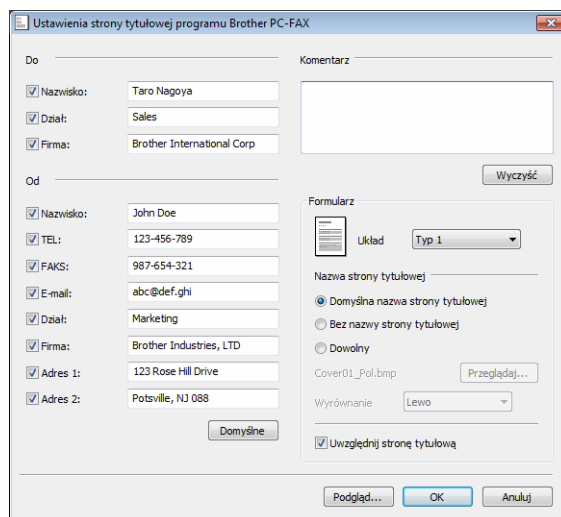 Ustawienia strony tytułowej programu Brother PC-FAX
Do
Nazwisko: Taro Nagoya
Dział: Sales
Firma: Brother International Corp
Od
Nazwisko: John Doe
TEL: 123-456-789
FAKS: 987-654-321
E-mail: abc@def.ghi
Dział: Marketing
Firma: Brother Industries, LTD
Adres 1: 123 Rose Hill Drive
Adres 2: Potsville, NJ 088
Domyślne
Komentarz
Wyczyść
Formularz
Układ Typ 1
Nazwa strony tytułowej
Domyślna nazwa strony tytułowej
Bez nazwy strony tytułowej
Dowolny
Cover01_Pol.bmp Przeglądaj...
Wyrównanie Lewo
Uwzględnij stronę tytułową
Podgląd... OK Anuluj